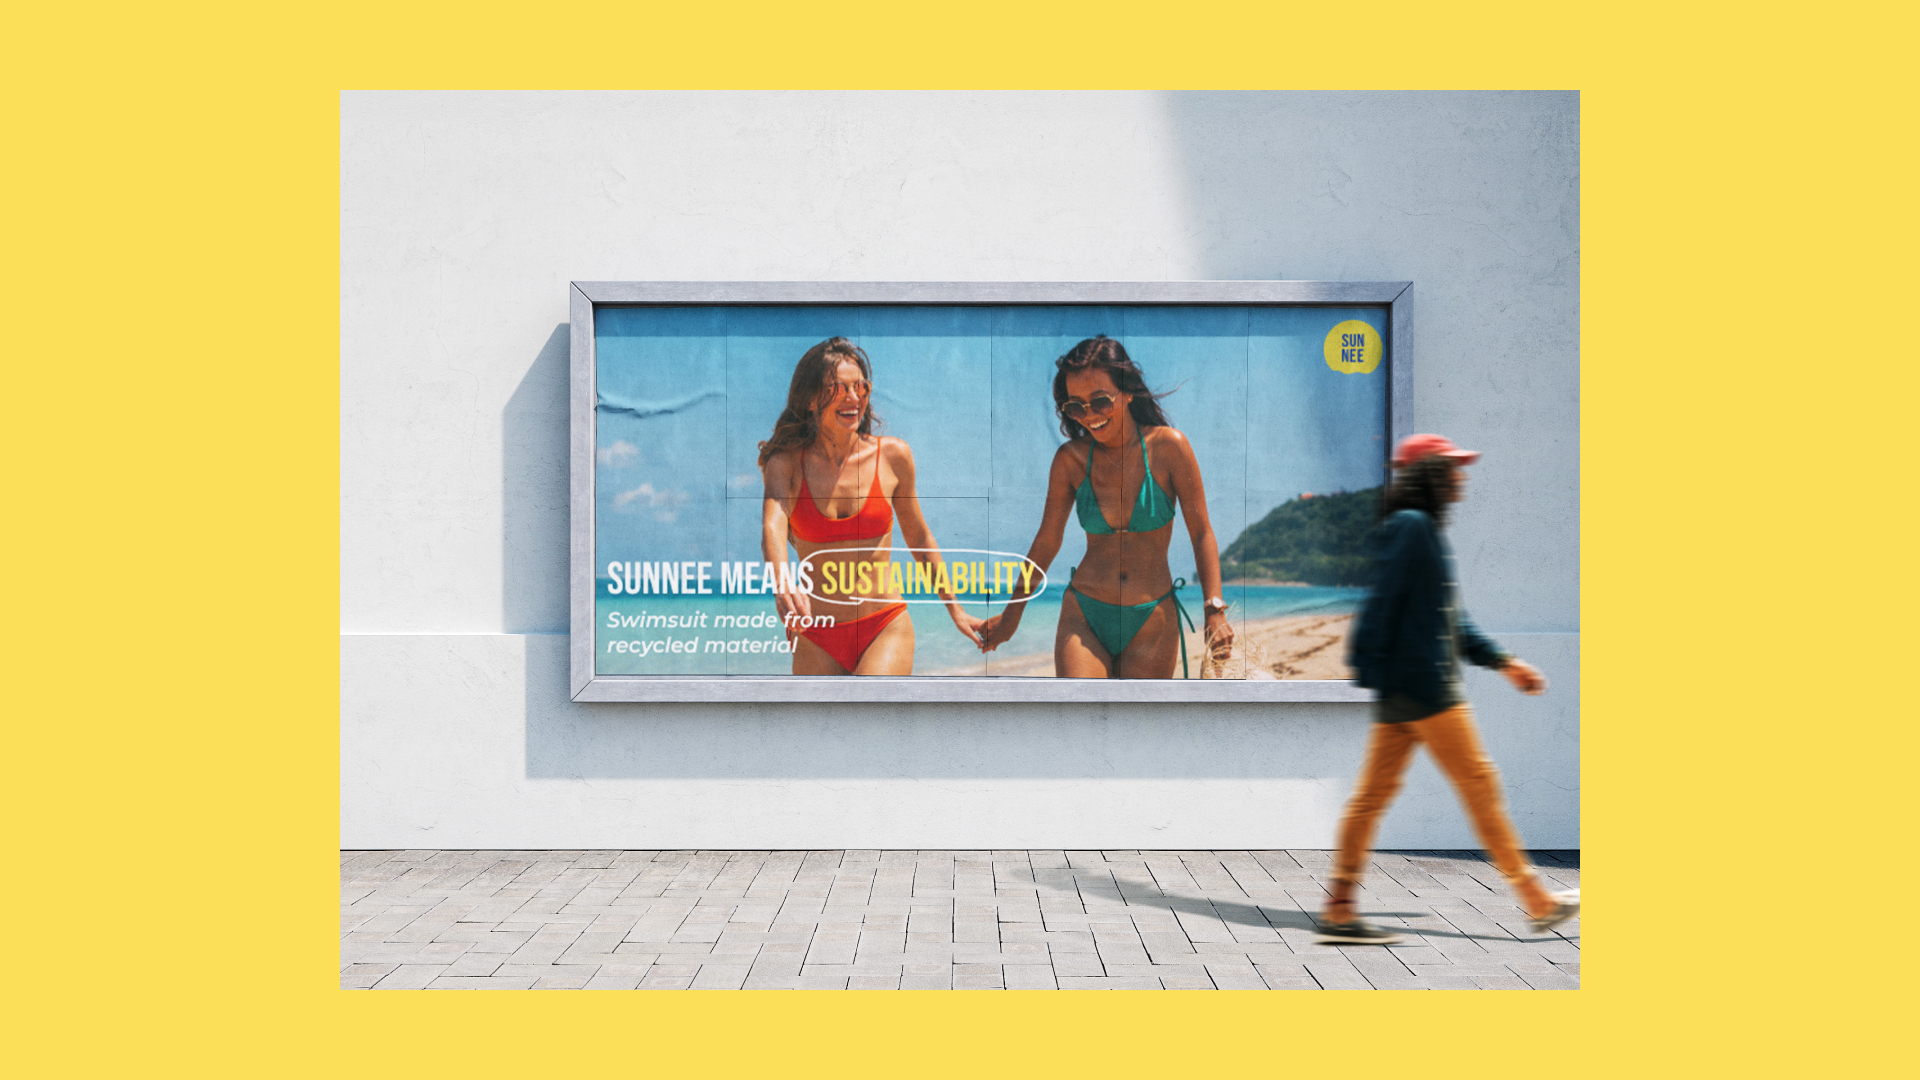 SUN
NEE
SUNNEE MEANS SUSTAINABILITY
Swimsuit made from
recycled material